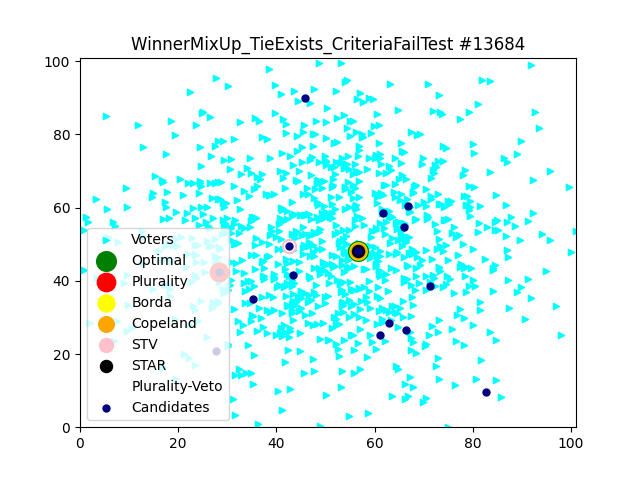 WinnerMixUp_TieExists_CriteriaFailTest #13684
100
80
60
40
20
0
Voters
Optimal
Plurality
Borda
Copeland
STV
STAR
Plurality-Veto
Candidates
0 20 40 60 80 100